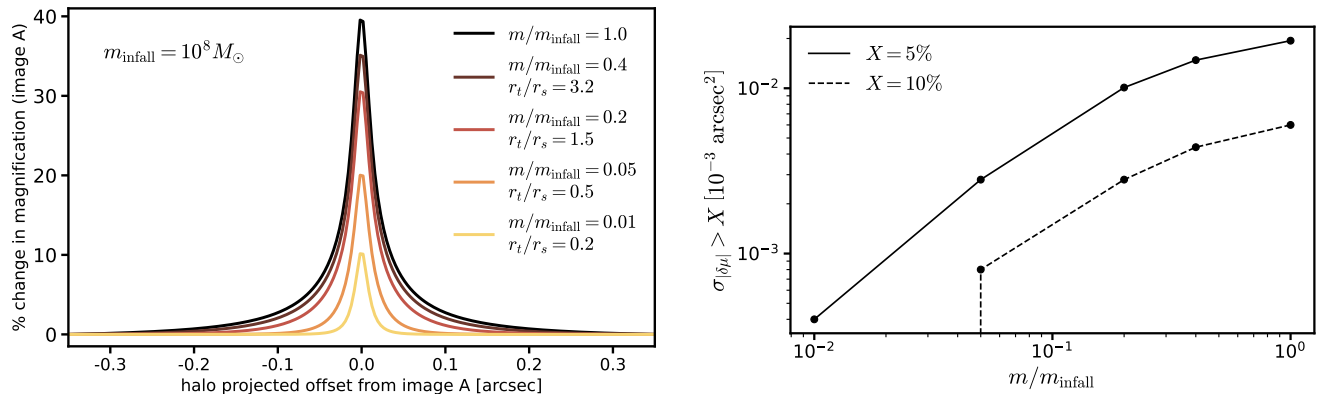 40
30
20
10
0
% change in magnification (image A)
m_infall = 10^8 M_⊙
m/m_infall = 1.0
m/m_infall = 0.4
r_t/r_s = 3.2
m/m_infall = 0.2
r_t/r_s = 1.5
m/m_infall = 0.05
r_t/r_s = 0.5
m/m_infall = 0.01
r_t/r_s = 0.2
-0.3 -0.2 -0.1 0.0 0.1 0.2 0.3
halo projected offset from image A [arcsec]
σ_|δμ| > X [10^−3 arcsec^2]
10^−2
10^−3
X = 5%
X = 10%
10^−2 10^−1 10^0
m/m_infall